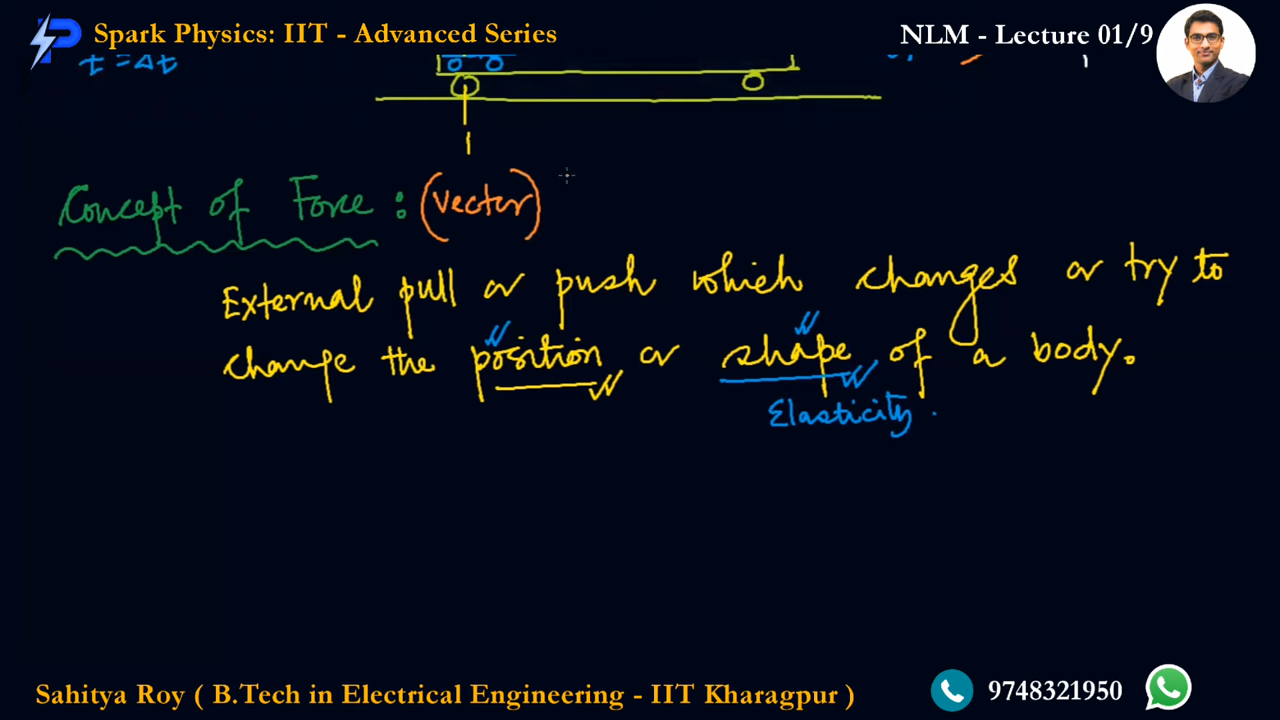 Spark Physics: IIT - Advanced Series
NLM - Lecture 01/9
t = Δt
Concept of Force : (vector)
External pull or push which changes or try to
change the position or shape of a body.
Elasticity.
Sahitya Roy ( B.Tech in Electrical Engineering - IIT Kharagpur )
9748321950